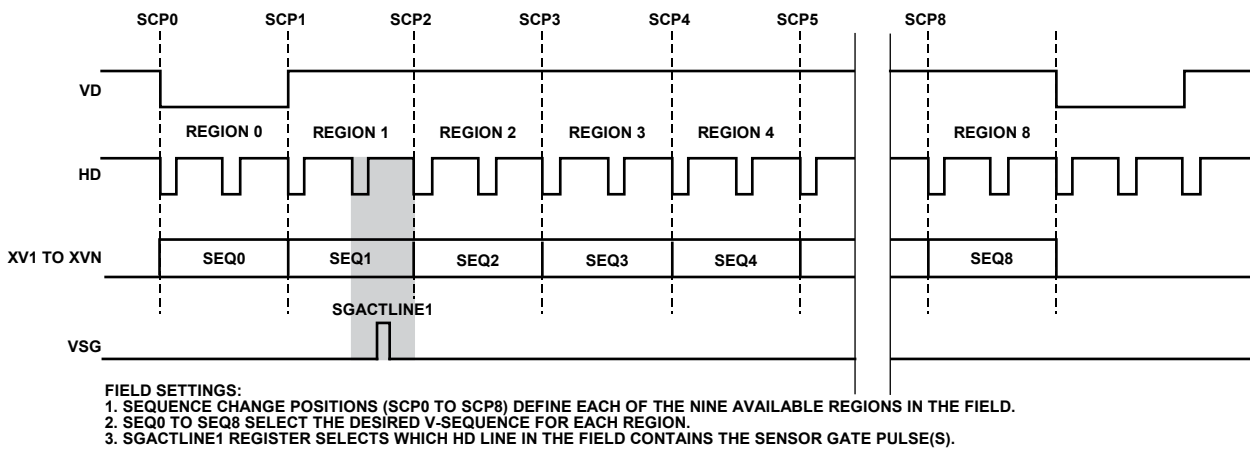 SCP0 SCP1 SCP2 SCP3 SCP4 SCP5 SCP8
VD
REGION 0 REGION 1 REGION 2 REGION 3 REGION 4 REGION 8
HD
XV1 TO XVN SEQ0 SEQ1 SEQ2 SEQ3 SEQ4 SEQ8
SGACTLINE1
VSG
FIELD SETTINGS:
1. SEQUENCE CHANGE POSITIONS (SCP0 TO SCP8) DEFINE EACH OF THE NINE AVAILABLE REGIONS IN THE FIELD.
2. SEQ0 TO SEQ8 SELECT THE DESIRED V-SEQUENCE FOR EACH REGION.
3. SGACTLINE1 REGISTER SELECTS WHICH HD LINE IN THE FIELD CONTAINS THE SENSOR GATE PULSE(S).